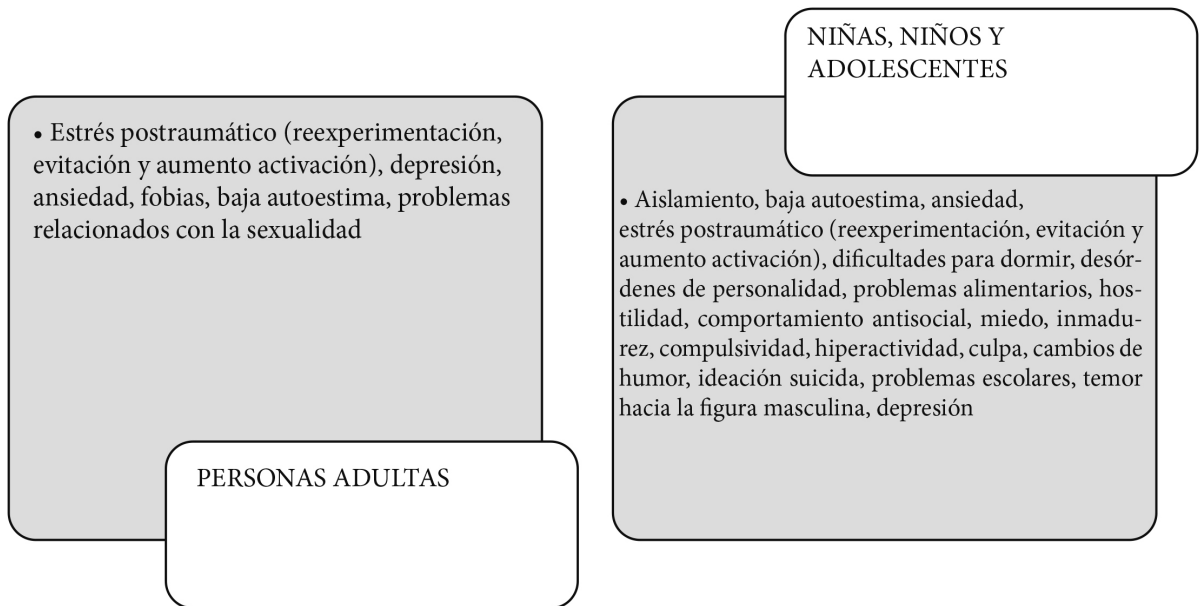 • Estrés postraumático (reexperimentación,
evitación y aumento activación), depresión,
ansiedad, fobias, baja autoestima, problemas
relacionados con la sexualidad
PERSONAS ADULTAS
NIÑAS, NIÑOS Y
ADOLESCENTES
• Aislamiento, baja autoestima, ansiedad,
estrés postraumático (reexperimentación, evitación y
aumento activación), dificultades para dormir, desór-
denes de personalidad, problemas alimentarios, hos-
tilidad, comportamiento antisocial, miedo, inmadu-
rez, compulsividad, hiperactividad, culpa, cambios de
humor, ideación suicida, problemas escolares, temor
hacia la figura masculina, depresión